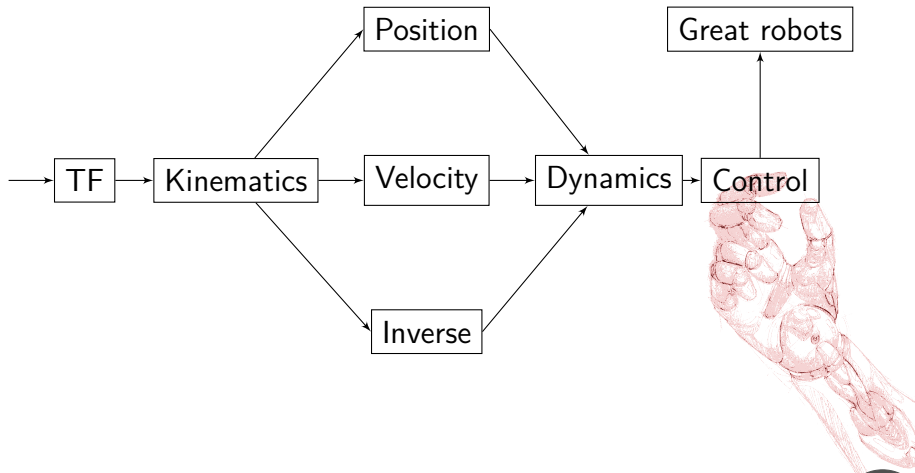 Position
Great robots
TF
Kinematics
Velocity
Dynamics
Control
Inverse